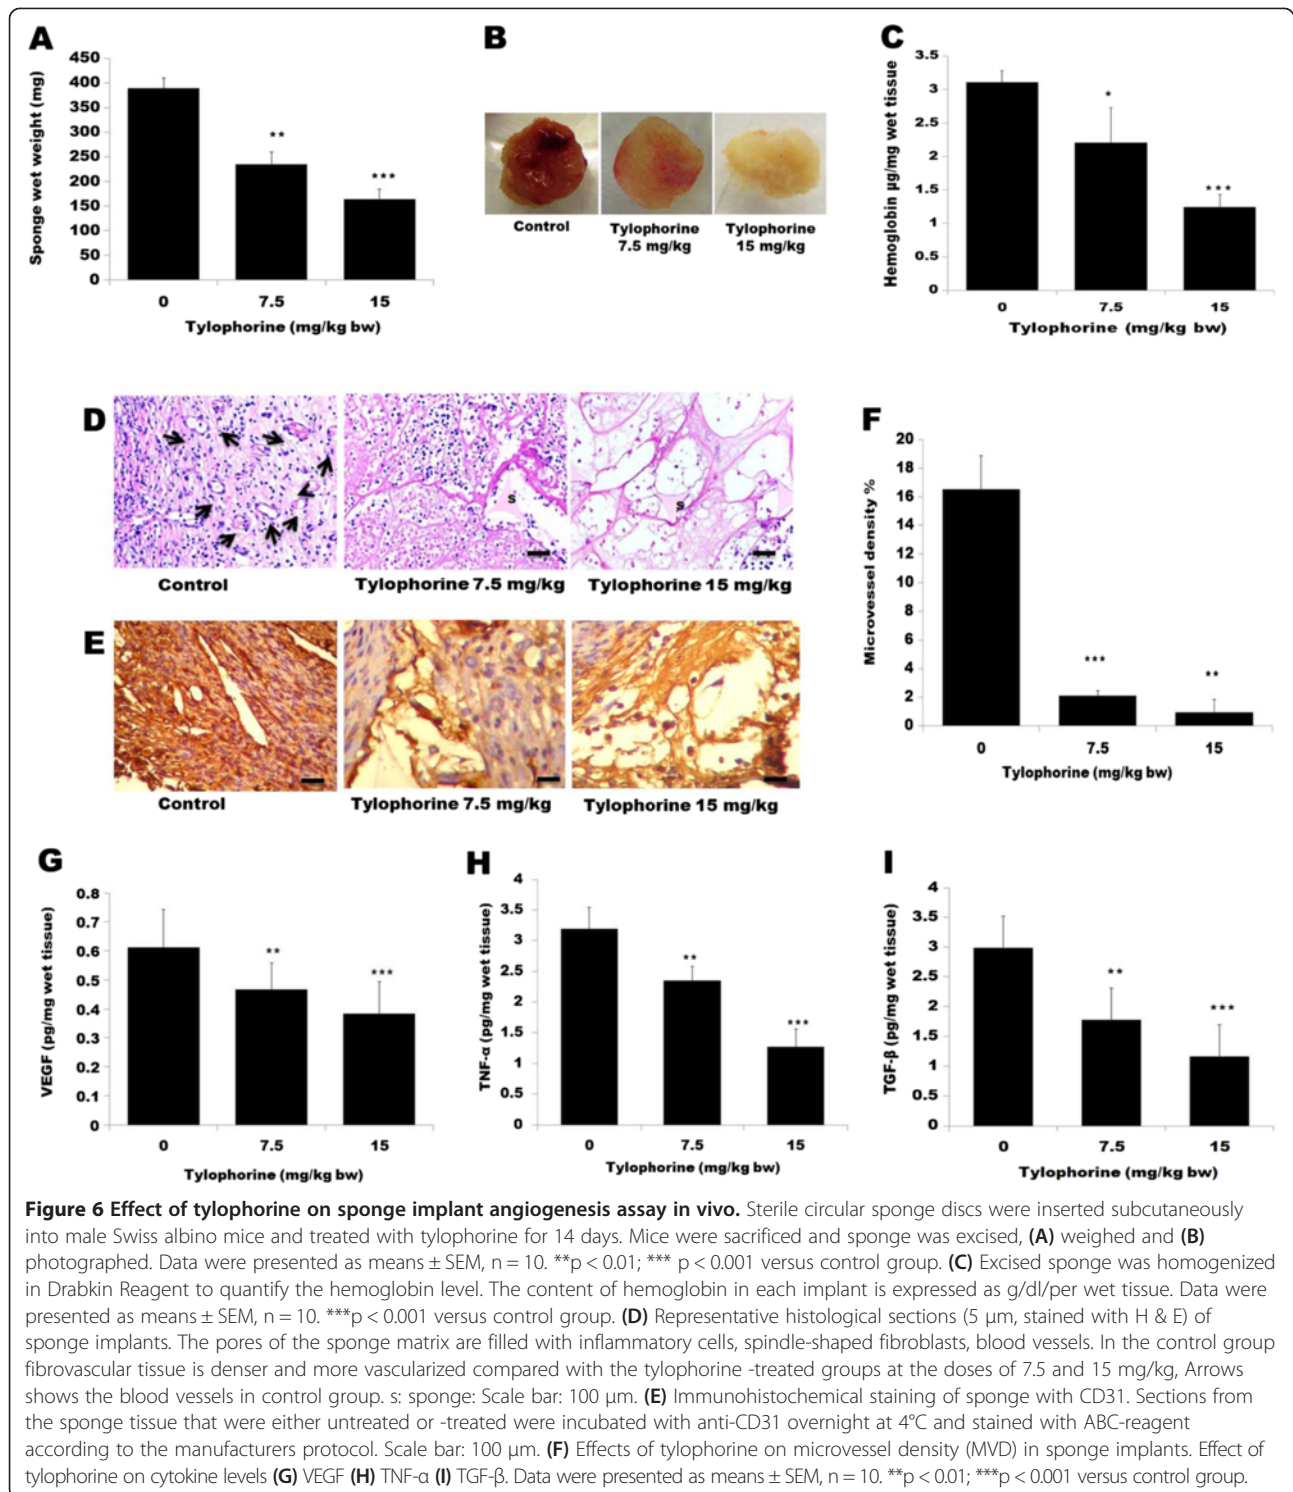 A
Sponge wet weight (mg)
450
400
350
300
250
200
150
100
50
0
**
***
0 7.5 15
Tylophorine (mg/kg bw)
B
Control
Tylophorine
7.5 mg/kg
Tylophorine
15 mg/kg
C
Hemoglobin µg/mg wet tissue
3.5
3
2.5
2
1.5
1
0.5
0
*
***
0 7.5 15
Tylophorine (mg/kg bw)
D
s
s
Control
Tylophorine 7.5 mg/kg
Tylophorine 15 mg/kg
E
Control
Tylophorine 7.5 mg/kg
Tylophorine 15 mg/kg
F
Microvessel density %
20
18
16
14
12
10
8
6
4
2
0
***
**
0 7.5 15
Tylophorine (mg/kg bw)
G
VEGF (pg/mg wet tissue)
0.8
0.7
0.6
0.5
0.4
0.3
0.2
0.1
0
**
***
0 7.5 15
Tylophorine (mg/kg bw)
H
TNF-α (pg/mg wet tissue)
4
3.5
3
2.5
2
1.5
1
0.5
0
**
***
0 7.5 15
Tylophorine (mg/kg bw)
I
TGF-β (pg/mg wet tissue)
4
3.5
3
2.5
2
1.5
1
0.5
0
**
***
0 7.5 15
Tylophorine (mg/kg bw)
Figure 6 Effect of tylophorine on sponge implant angiogenesis assay in vivo. Sterile circular sponge discs were inserted subcutaneously
into male Swiss albino mice and treated with tylophorine for 14 days. Mice were sacrificed and sponge was excised, (A) weighed and (B)
photographed. Data were presented as means ± SEM, n = 10. **p < 0.01; *** p < 0.001 versus control group. (C) Excised sponge was homogenized
in Drabkin Reagent to quantify the hemoglobin level. The content of hemoglobin in each implant is expressed as g/dl/per wet tissue. Data were
presented as means ± SEM, n = 10. ***p < 0.001 versus control group. (D) Representative histological sections (5 µm, stained with H & E) of
sponge implants. The pores of the sponge matrix are filled with inflammatory cells, spindle-shaped fibroblasts, blood vessels. In the control group
fibrovascular tissue is denser and more vascularized compared with the tylophorine -treated groups at the doses of 7.5 and 15 mg/kg, Arrows
shows the blood vessels in control group. s: sponge: Scale bar: 100 µm. (E) Immunohistochemical staining of sponge with CD31. Sections from
the sponge tissue that were either untreated or -treated were incubated with anti-CD31 overnight at 4°C and stained with ABC-reagent
according to the manufacturers protocol. Scale bar: 100 µm. (F) Effects of tylophorine on microvessel density (MVD) in sponge implants. Effect of
tylophorine on cytokine levels (G) VEGF (H) TNF-α (I) TGF-β. Data were presented as means ± SEM, n = 10. **p < 0.01; ***p < 0.001 versus control group.